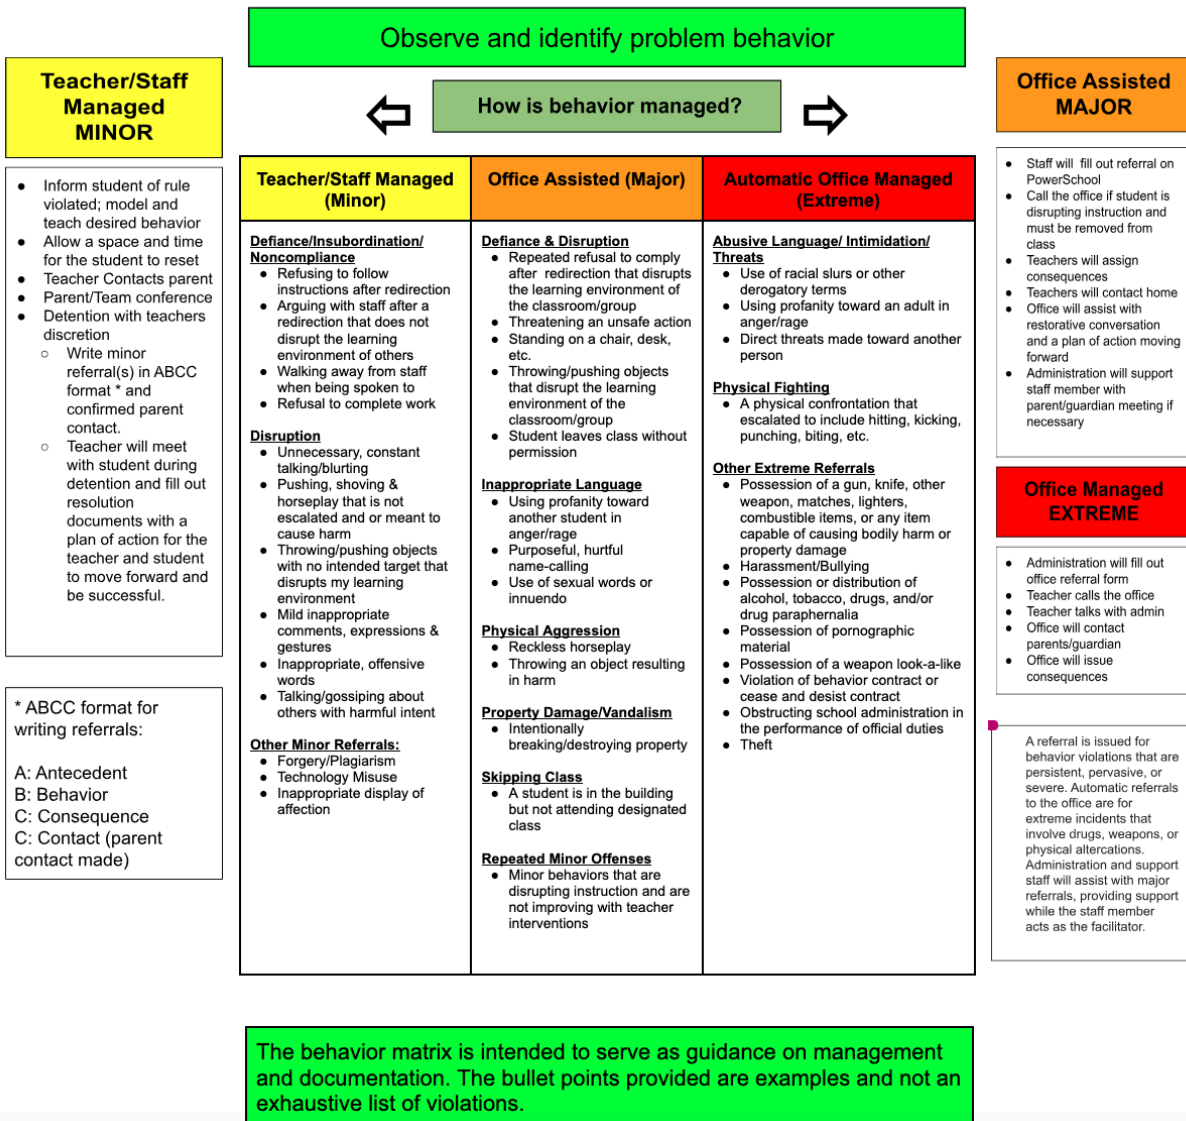 Observe and identify problem behavior
Teacher/Staff
Managed
MINOR
How is behavior managed?
Office Assisted
MAJOR
● Inform student of rule
violated; model and
teach desired behavior
● Allow a space and time
for the student to reset
● Teacher Contacts parent
● Parent/Team conference
● Detention with teachers
discretion
○ Write minor
referral(s) in ABCC
format * and
confirmed parent
contact.
○ Teacher will meet
with student during
detention and fill out
resolution
documents with a
plan of action for the
teacher and student
to move forward and
be successful.
* ABCC format for
writing referrals:
A: Antecedent
B: Behavior
C: Consequence
C: Contact (parent
contact made)
Teacher/Staff Managed
(Minor)
Defiance/Insubordination/
Noncompliance
● Refusing to follow
instructions after redirection
● Arguing with staff after a
redirection that does not
disrupt the learning
environment of others
● Walking away from staff
when being spoken to
● Refusal to complete work
Disruption
● Unnecessary, constant
talking/blurting
● Pushing, shoving &
horseplay that is not
escalated and or meant to
cause harm
● Throwing/pushing objects
with no intended target that
disrupts my learning
environment
● Mild inappropriate
comments, expressions &
gestures
● Inappropriate, offensive
words
● Talking/gossiping about
others with harmful intent
Other Minor Referrals:
● Forgery/Plagiarism
● Technology Misuse
● Inappropriate display of
affection
Office Assisted (Major)
Defiance & Disruption
● Repeated refusal to comply
after redirection that disrupts
the learning environment of
the classroom/group
● Threatening an unsafe action
● Standing on a chair, desk,
etc.
● Throwing/pushing objects
that disrupt the learning
environment of the
classroom/group
● Student leaves class without
permission
Inappropriate Language
● Using profanity toward
another student in
anger/rage
● Purposeful, hurtful
name-calling
● Use of sexual words or
innuendo
Physical Aggression
● Reckless horseplay
● Throwing an object resulting
in harm
Property Damage/Vandalism
● Intentionally
breaking/destroying property
Skipping Class
● A student is in the building
but not attending designated
class
Repeated Minor Offenses
● Minor behaviors that are
disrupting instruction and are
not improving with teacher
interventions
Automatic Office Managed
(Extreme)
Abusive Language/ Intimidation/
Threats
● Use of racial slurs or other
derogatory terms
● Using profanity toward an adult in
anger/rage
● Direct threats made toward another
person
Physical Fighting
● A physical confrontation that
escalated to include hitting, kicking,
punching, biting, etc.
Other Extreme Referrals
● Possession of a gun, knife, other
weapon, matches, lighters,
combustible items, or any item
capable of causing bodily harm or
property damage
● Harassment/Bullying
● Possession or distribution of
alcohol, tobacco, drugs, and/or
drug paraphernalia
● Possession of pornographic
material
● Possession of a weapon look-a-like
● Violation of behavior contract or
cease and desist contract
● Obstructing school administration in
the performance of official duties
● Theft
● Staff will fill out referral on
PowerSchool
● Call the office if student is
disrupting instruction and
must be removed from
class
● Teachers will assign
consequences
● Teachers will contact home
● Office will assist with
restorative conversation
and a plan of action moving
forward
● Administration will support
staff member with
parent/guardian meeting if
necessary
Office Managed
EXTREME
● Administration will fill out
office referral form
● Teacher calls the office
● Teacher talks with admin
● Office will contact
parents/guardian
● Office will issue
consequences
A referral is issued for
behavior violations that are
persistent, pervasive, or
severe. Automatic referrals
to the office are for
extreme incidents that
involve drugs, weapons, or
physical altercations.
Administration and support
staff will assist with major
referrals, providing support
while the staff member
acts as the facilitator.
The behavior matrix is intended to serve as guidance on management
and documentation. The bullet points provided are examples and not an
exhaustive list of violations.